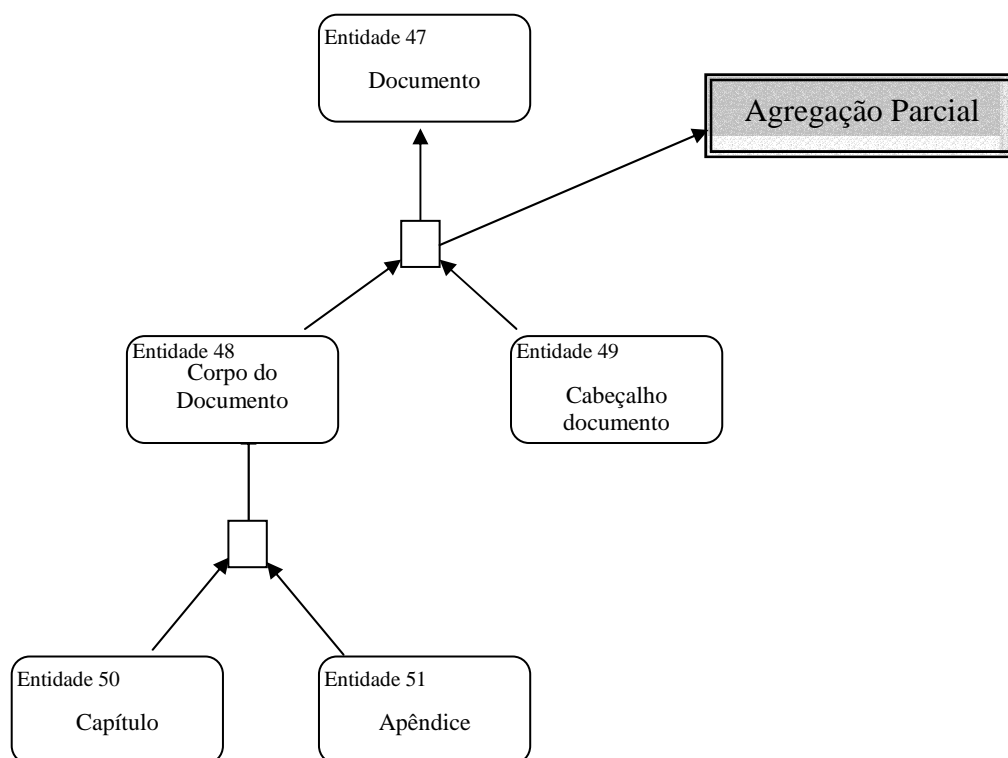 Entidade 47
Documento
Agregação Parcial
Entidade 48
Corpo do
Documento
Entidade 49
Cabeçalho
documento
Entidade 50
Capítulo
Entidade 51
Apêndice